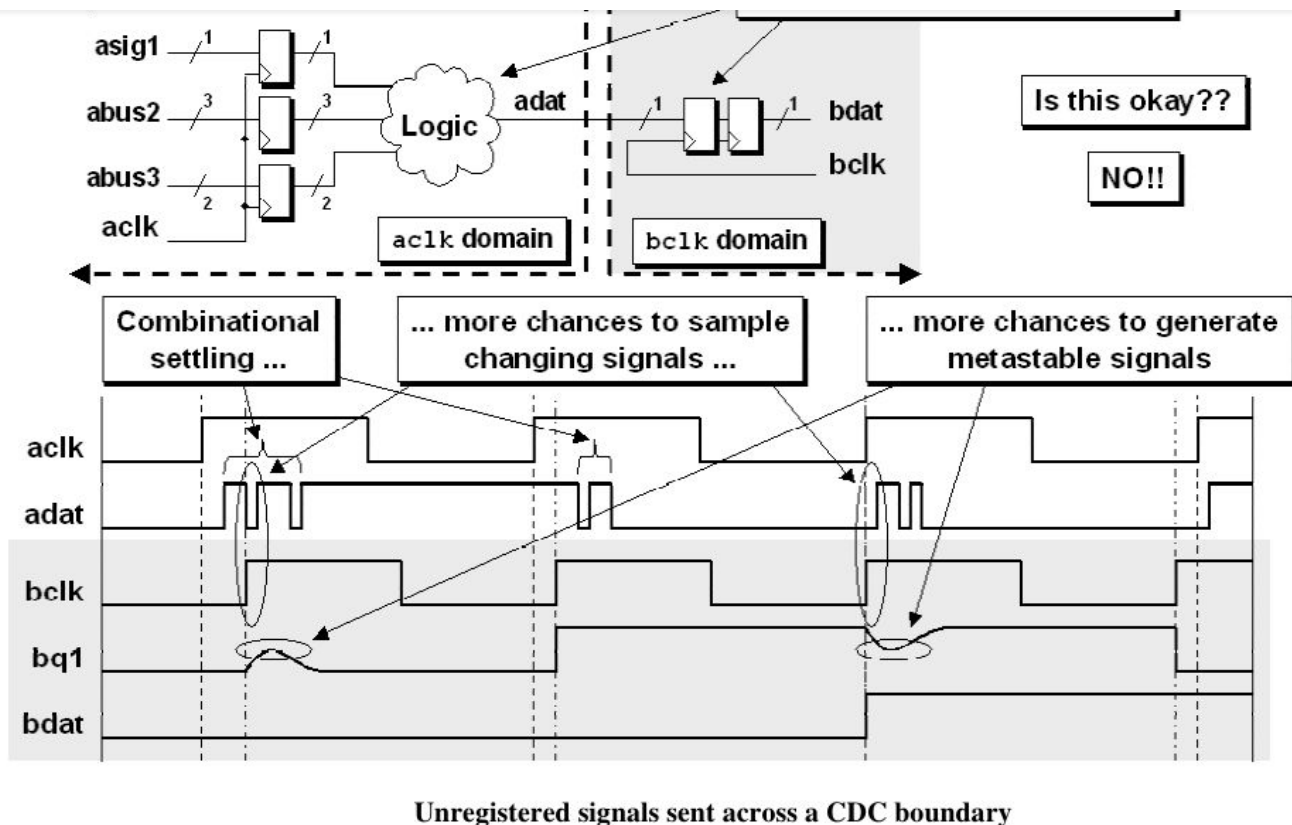 asig1
1
1
abus2
3
3
Logic
adat
1
1
bdat
Is this okay??
abus3
2
2
bclk
NO!!
aclk
aclk domain
bclk domain
Combinational
settling ...
... more chances to sample
changing signals ...
... more chances to generate
metastable signals
aclk
adat
bclk
bq1
bdat
Unregistered signals sent across a CDC boundary